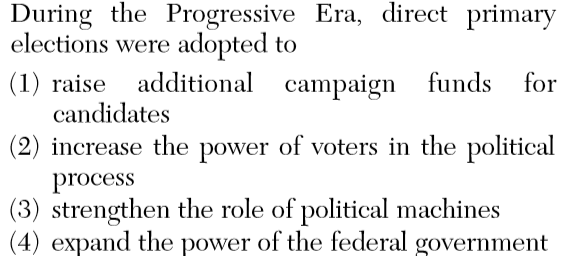 During the Progressive Era, direct primary
elections were adopted to
(1) raise additional campaign funds for
candidates
(2) increase the power of voters in the political
process
(3) strengthen the role of political machines
(4) expand the power of the federal government